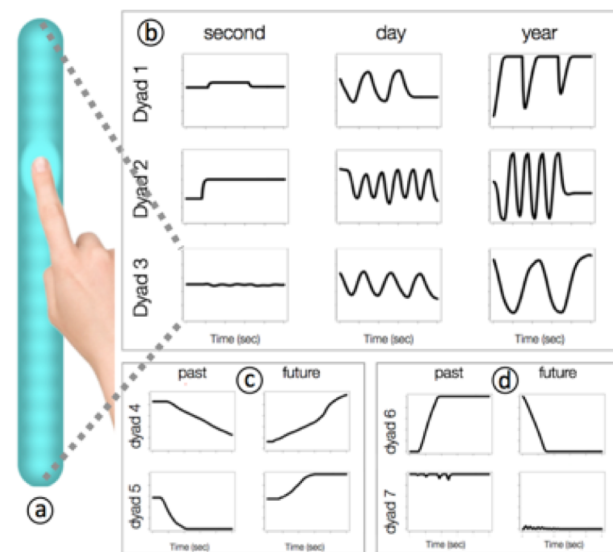 ⓑ second day year
Dyad 1
Dyad 2
Dyad 3
Time (sec) Time (sec) Time (sec)
past ⓒ future
dyad 4
dyad 5
Time (sec) Time (sec)
past ⓓ future
dyad 6
dyad 7
Time (sec) Time (sec)
ⓐ